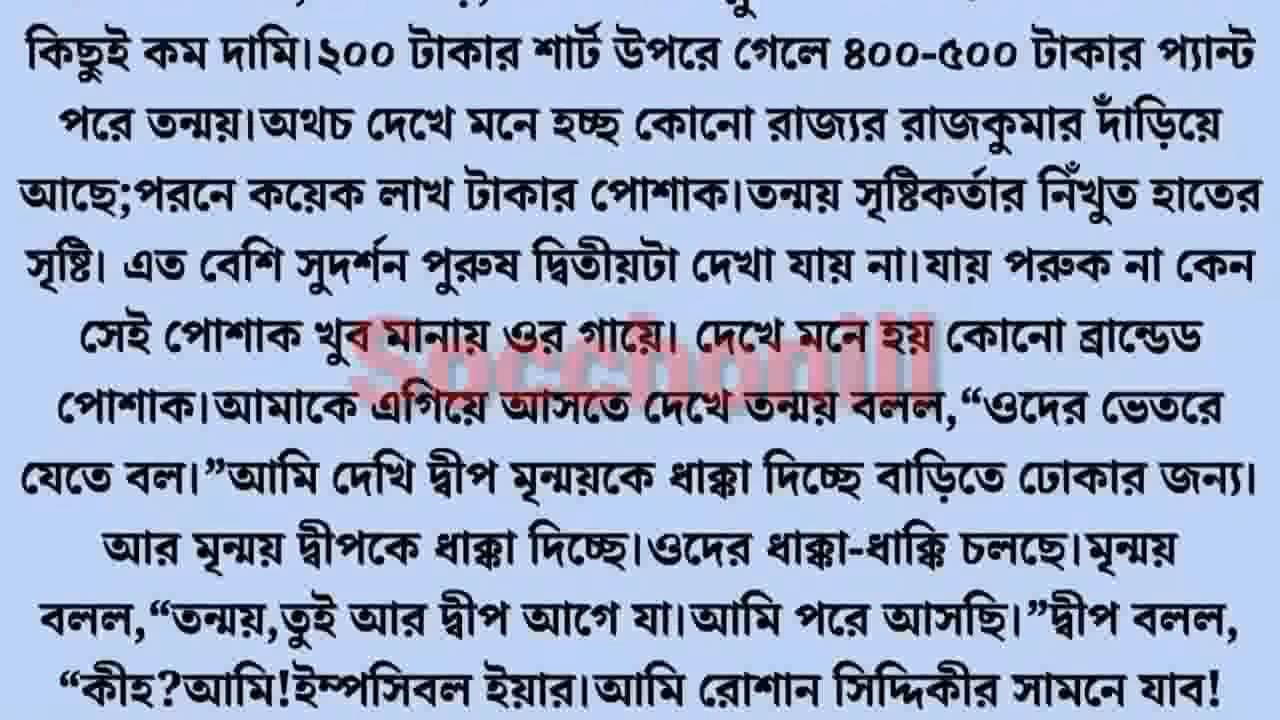 কিছুই কম দামি।২০০ টাকার শার্ট উপরে গেলে ৪০০-৫০০ টাকার প্যান্ট
পরে তন্ময়।অথচ দেখে মনে হচ্ছ কোনো রাজ্যর রাজকুমার দাঁড়িয়ে
আছে;পরনে কয়েক লাখ টাকার পোশাক।তন্ময় সৃষ্টিকর্তার নিঁখুত হাতের
সৃষ্টি। এত বেশি সুদর্শন পুরুষ দ্বিতীয়টা দেখা যায় না।যায় পরুক না কেন
সেই পোশাক খুব মানায় ওর গায়ে। দেখে মনে হয় কোনো ব্রান্ডেড
Socchonill
পোশাক।আমাকে এগিয়ে আসতে দেখে তন্ময় বলল,“ওদের ভেতরে
যেতে বল।”আমি দেখি দ্বীপ মৃন্ময়কে ধাক্কা দিচ্ছে বাড়িতে ঢোকার জন্য।
আর মৃন্ময় দ্বীপকে ধাক্কা দিচ্ছে।ওদের ধাক্কা-ধাক্কি চলছে।মৃন্ময়
বলল,“তন্ময়,তুই আর দ্বীপ আগে যা।আমি পরে আসছি।”দ্বীপ বলল,
“কীহ?আমি!ইম্পসিবল ইয়ার।আমি রোশান সিদ্দিকীর সামনে যাব!